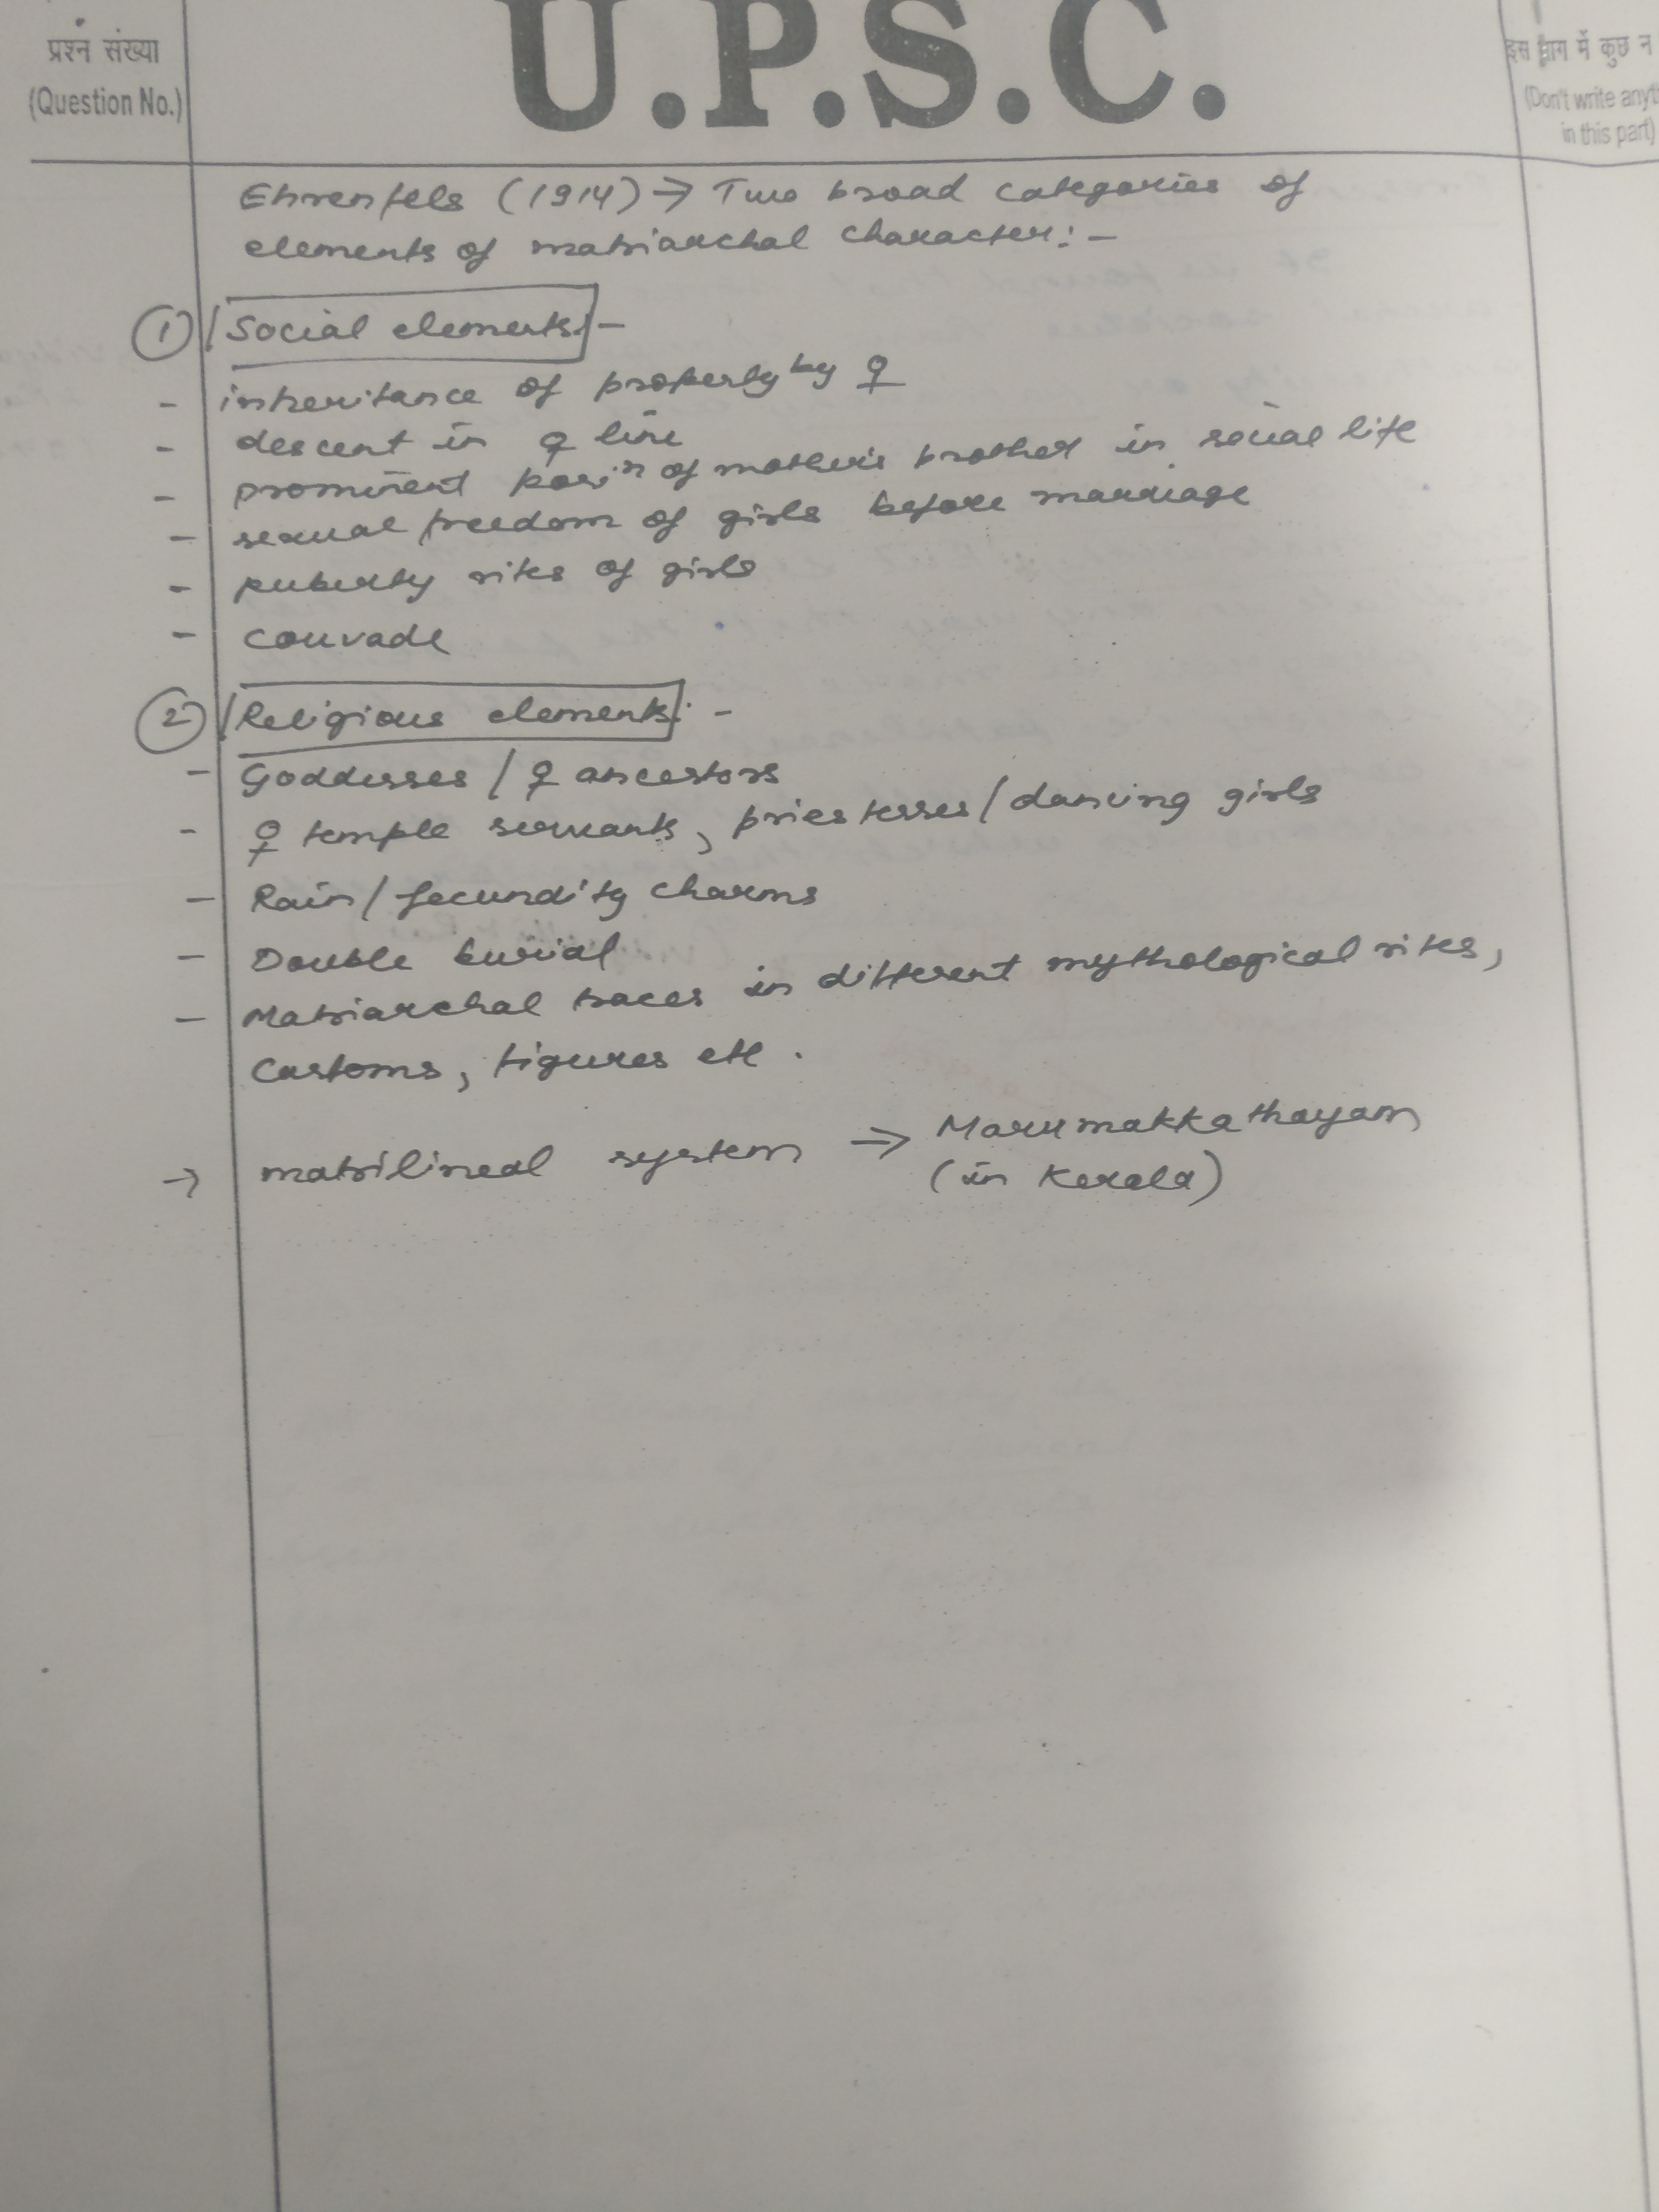 प्रश्न संख्या
(Question No.)
U.P.S.C.
इस भाग में कुछ न
(Don't write anyt
in this part)
Ehrenfels (1914) → Two broad categories of
elements of matriarchal character: -
① Social elements: -
- inheritance of property by ♀
- descent in ♀ line
- prominent posiⁿ of mother's brother in social life
- sexual freedom of girls before marriage
- puberty rites of girls
- couvade
② Religious elements: -
- Goddesses / ♀ ancestors
- ♀ temple servants, priestesses / dancing girls
- Rain / fecundity charms
- Double burial
- Matriarchal traces in different mythological rites,
customs, figures etc.
→ matrilineal system → Marumakkathayam
(in Kerala)